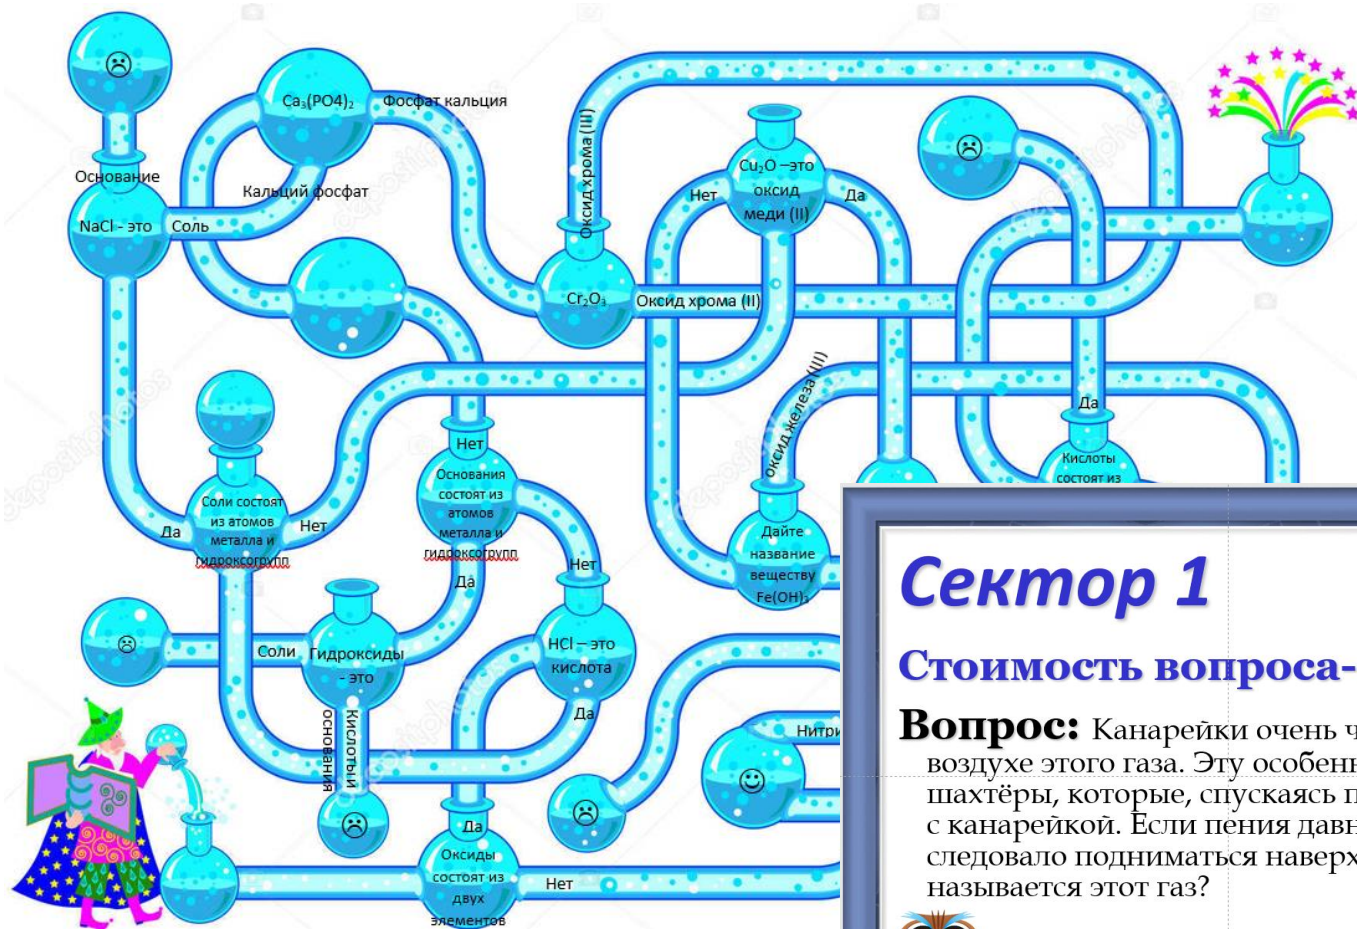 Ca₃(PO4)₂
Фосфат кальция
Кальций фосфат
Основание
NaCl - это
Соль
Оксид хрома (III)
Cr₂O₃
Оксид хрома (II)
Cu₂O –это
оксид
меди (II)
Нет
Да
Да
Кислоты
состоят из
оксид железа (III)
Дайте
название
веществу
Fe(OH)₃
Нет
Основания
состоят из
атомов
металла и
гидроксогрупп
Да
Нет
Соли состоят
из атомов
металла и
гидроксогрупп
Да
Нет
HCl – это
кислота
Да
Соли
Гидроксиды
- это
Кислоты и
основания
Нитри
Да
Оксиды
состоят из
двух
элементов
Нет
Сектор 1
Стоимость вопроса-
Вопрос: Канарейки очень ч
воздухе этого газа. Эту особен
шахтёры, которые, спускаясь п
с канарейкой. Если пения давн
следовало подниматься наверх
называется этот газ?
depositphotos